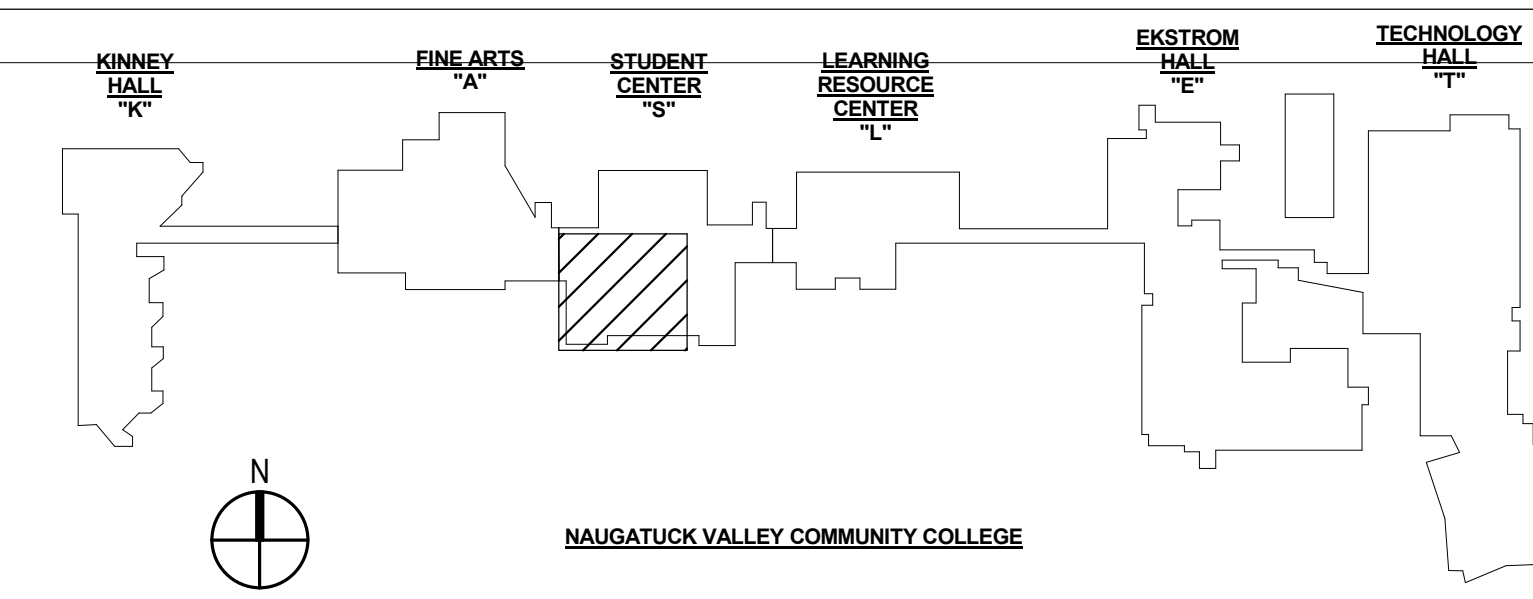 KINNEY
HALL
"K"
FINE ARTS
"A"
STUDENT
CENTER
"S"
LEARNING
RESOURCE
CENTER
"L"
EKSTROM
HALL
"E"
TECHNOLOGY
HALL
"T"
N
NAUGATUCK VALLEY COMMUNITY COLLEGE